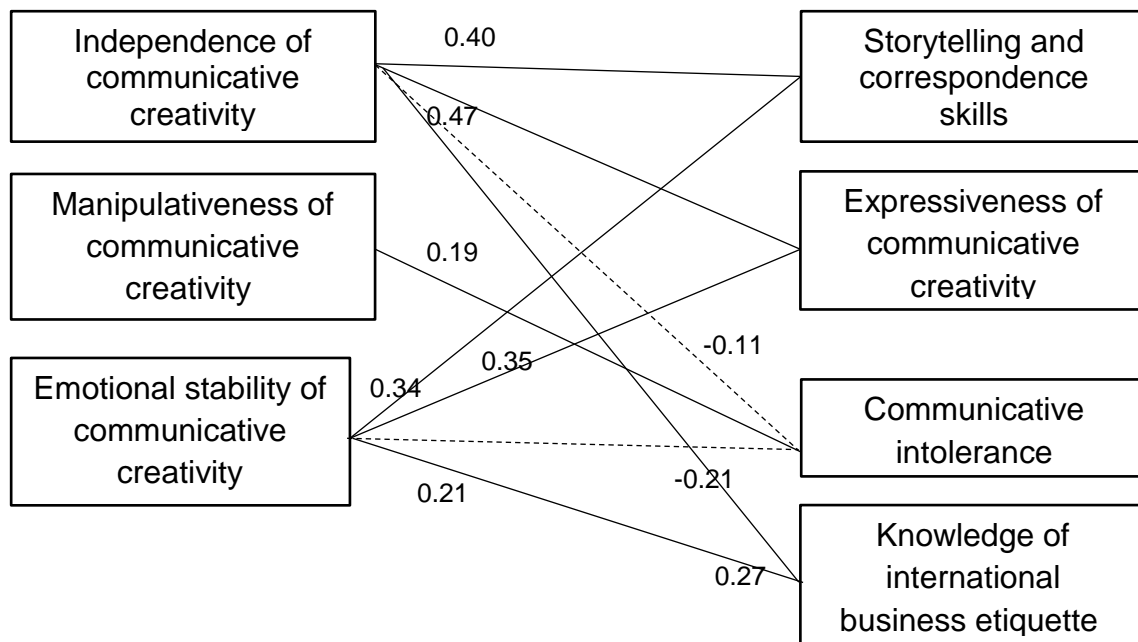 Independence of
communicative
creativity
Manipulativeness of
communicative
creativity
Emotional stability of
communicative
creativity
0.40
0.47
0.19
-0.11
0.35
0.34
-0.21
0.21
0.27
Storytelling and
correspondence
skills
Expressiveness of
communicative
creativity
Communicative
intolerance
Knowledge of
international
business etiquette